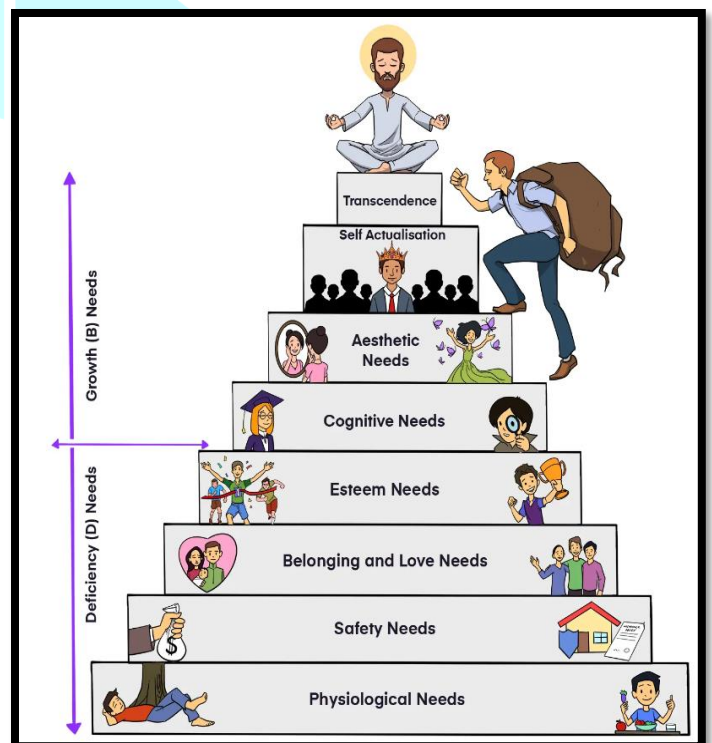 Transcendence
Self Actualisation
Aesthetic
Needs
Cognitive Needs
Esteem Needs
Belonging and Love Needs
Safety Needs
$
Physiological Needs
Growth (B) Needs
Deficiency (D) Needs